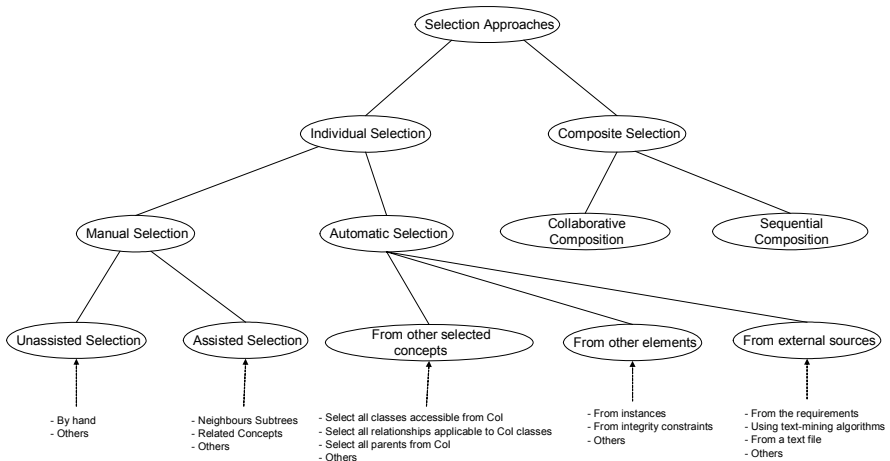 Selection Approaches
Individual Selection
Composite Selection
Manual Selection
Automatic Selection
Collaborative
Composition
Sequential
Composition
Unassisted Selection
Assisted Selection
From other selected
concepts
From other elements
From external sources
- By hand
- Others
- Neighbours Subtrees
- Related Concepts
- Others
- Select all classes accessible from CoI
- Select all relationships applicable to CoI classes
- Select all parents from CoI
- Others
- From instances
- From integrity constraints
- Others
- From the requirements
- Using text-mining algorithms
- From a text file
- Others